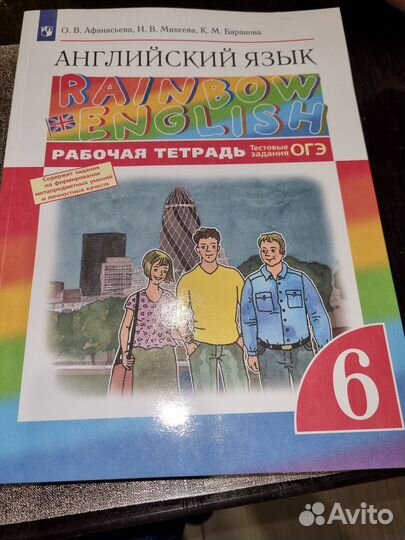 О. В. Афанасьева, И. В. Михеева, К. М. Баранова
АНГЛИЙСКИЙ ЯЗЫК
RAINBOW
ENGLISH
РАБОЧАЯ ТЕТРАДЬ
Тестовые
задания ОГЭ
Содержит задания
на формирование
метапредметных умений
и личностных качеств
6
Avito